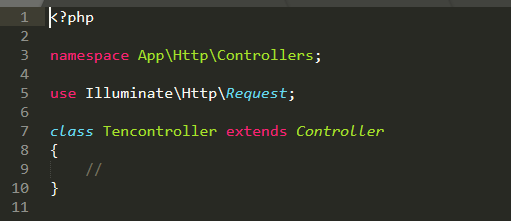 1 <?php
2
3 namespace App\Http\Controllers;
4
5 use Illuminate\Http\Request;
6
7 class Tencontroller extends Controller
8 {
9     //
10 }
11